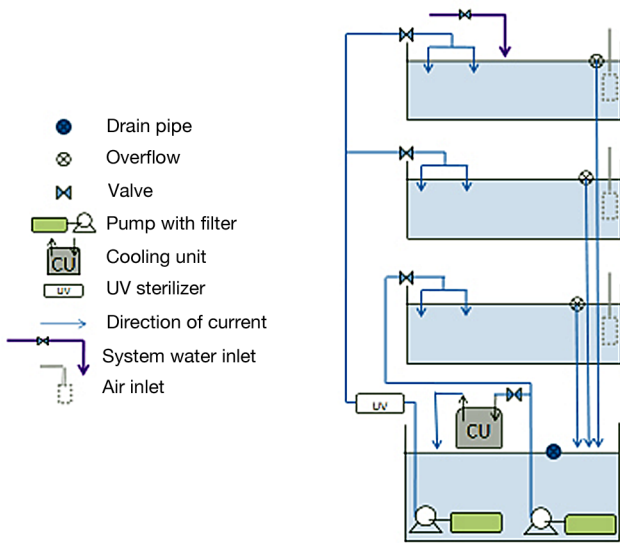 Drain pipe
Overflow
Valve
Pump with filter
CU
Cooling unit
UV
UV sterilizer
Direction of current
System water inlet
Air inlet
UV
CU